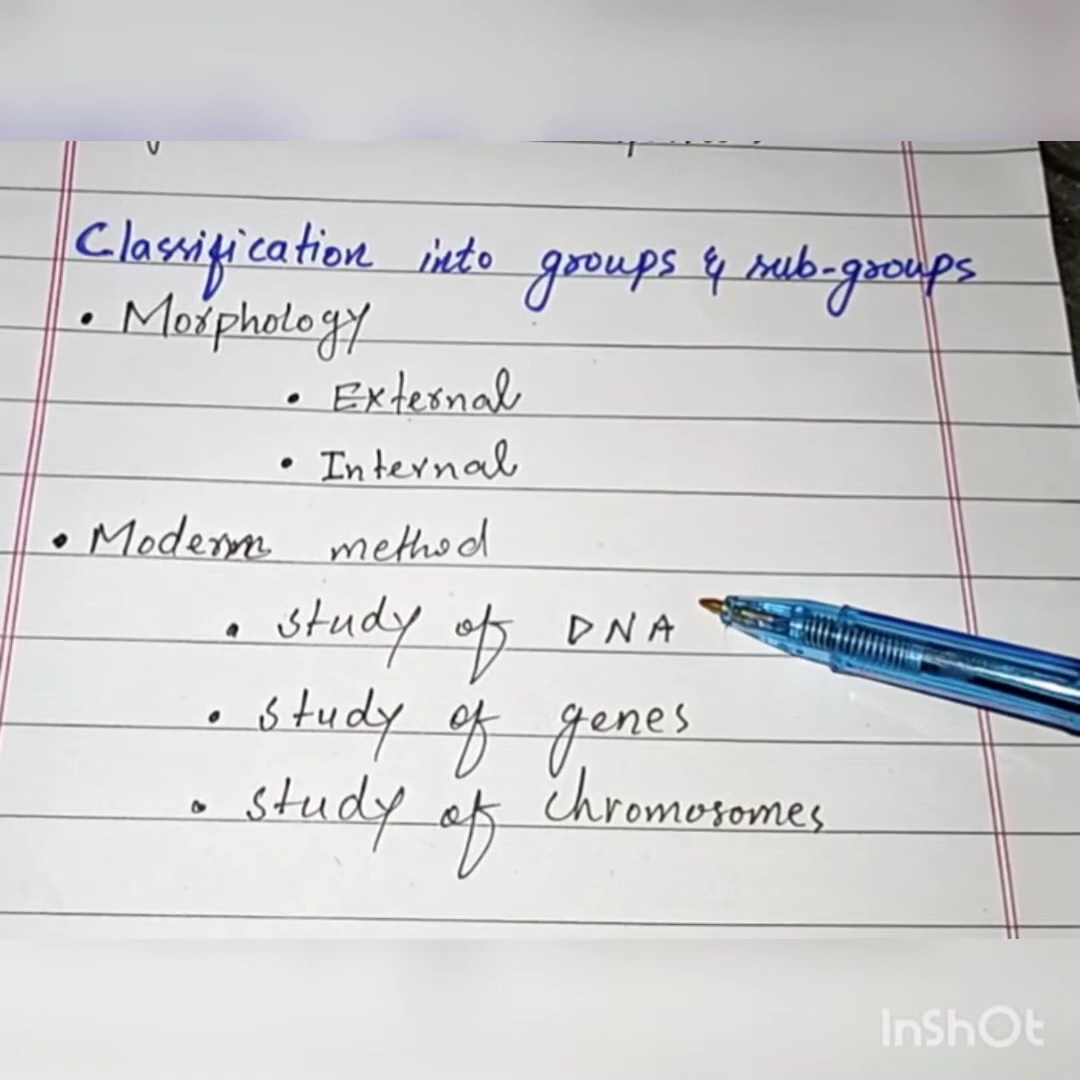 Classification into groups & sub-groups
• Morphology
• External
• Internal
• Modern method
• study of DNA
• study of genes
• study of chromosomes
InShOt